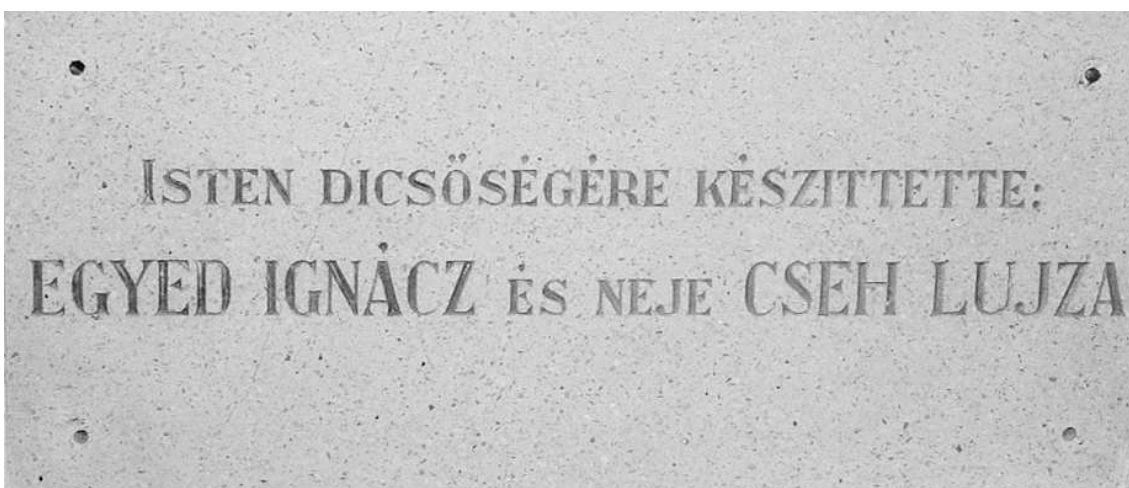 ISTEN DICSŐSÉGÉRE KÉSZITTETTE:
EGYED IGNÁCZ ÉS NEJE CSEH LUJZA